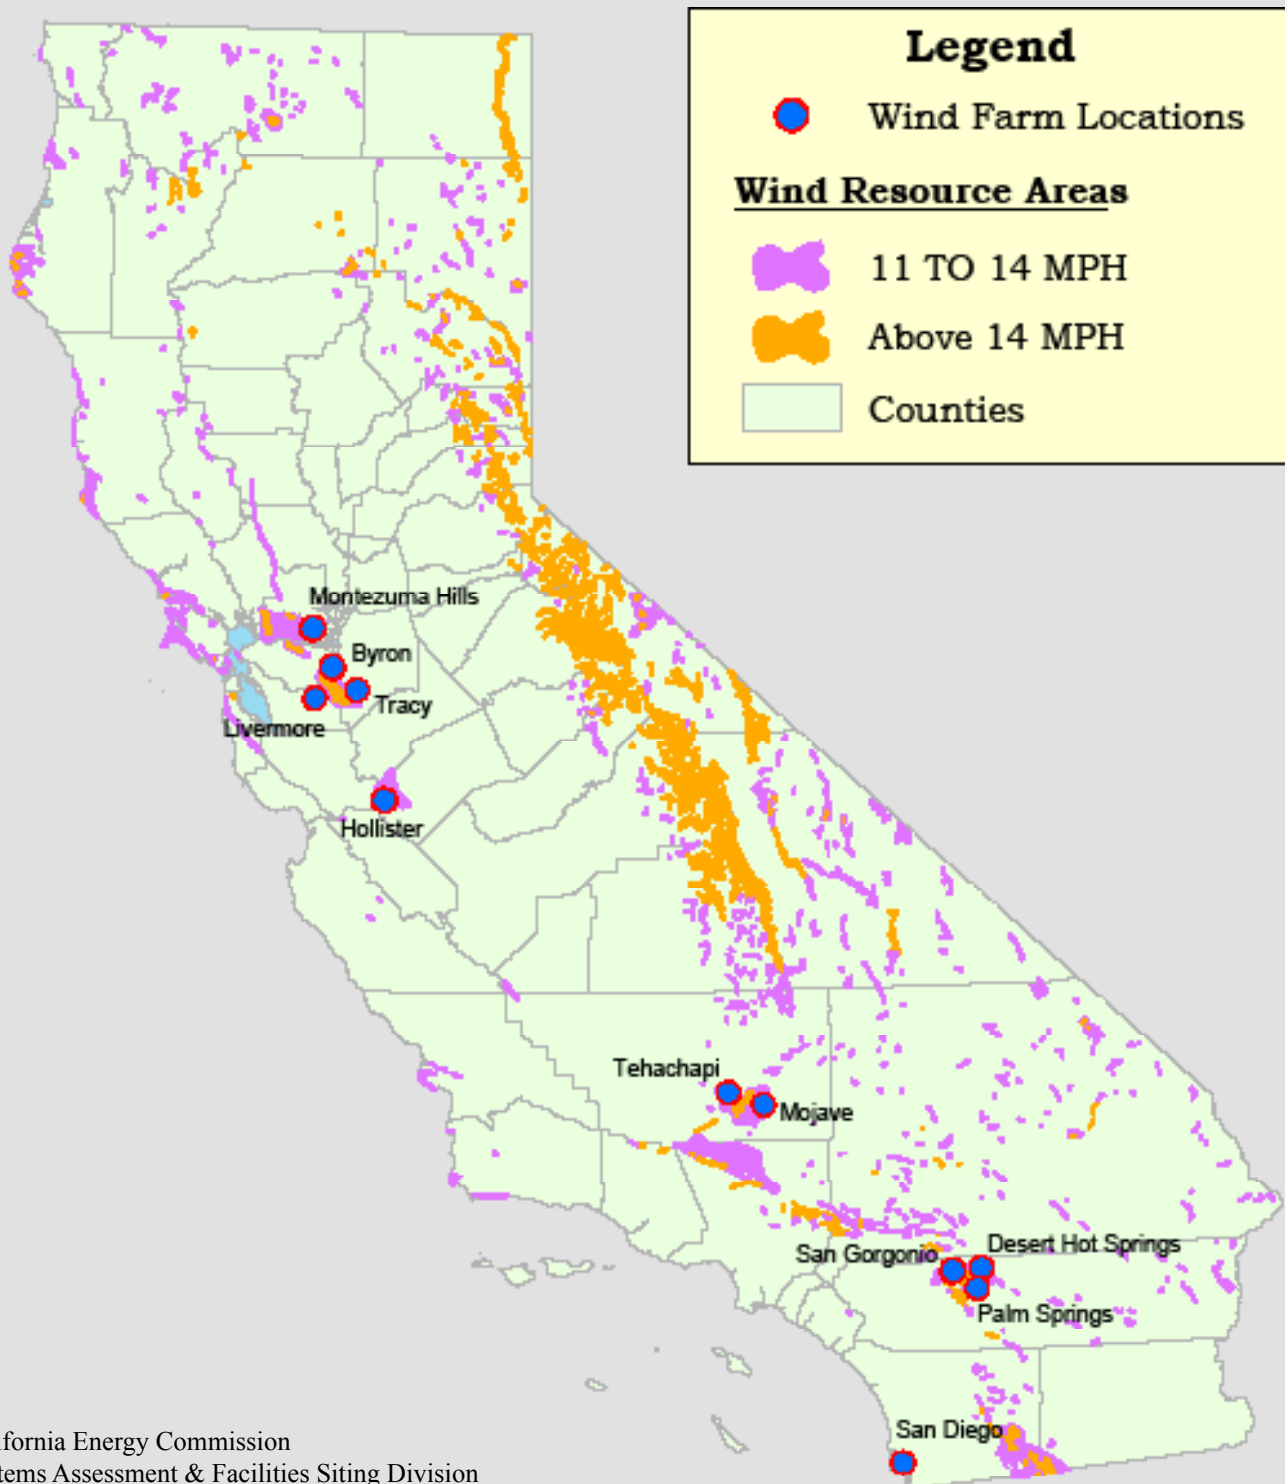 Legend
Wind Farm Locations
Wind Resource Areas
11 TO 14 MPH
Above 14 MPH
Counties
Montezuma Hills
Byron
Tracy
Livermore
Hollister
Tehachapi
Mojave
San Gorgonio
Desert Hot Springs
Palm Springs
San Diego
ifornia Energy Commission
tems Assessment & Facilities Siting Division